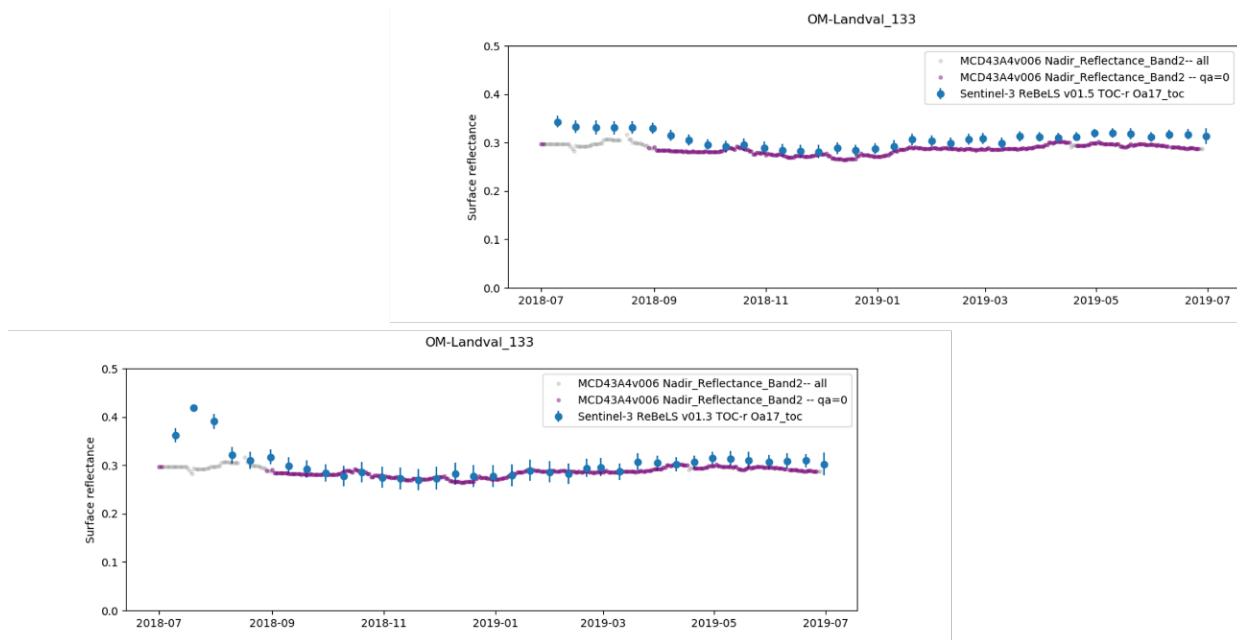 OM-Landval_133
0.5
0.4
0.3
0.2
0.1
0.0
Surface reflectance
MCD43A4v006 Nadir_Reflectance_Band2-- all
MCD43A4v006 Nadir_Reflectance_Band2 -- qa=0
Sentinel-3 ReBeLS v01.5 TOC-r Oa17_toc
2018-07 2018-09 2018-11 2019-01 2019-03 2019-05 2019-07
OM-Landval_133
0.5
0.4
0.3
0.2
0.1
0.0
Surface reflectance
MCD43A4v006 Nadir_Reflectance_Band2-- all
MCD43A4v006 Nadir_Reflectance_Band2 -- qa=0
Sentinel-3 ReBeLS v01.3 TOC-r Oa17_toc
2018-07 2018-09 2018-11 2019-01 2019-03 2019-05 2019-07